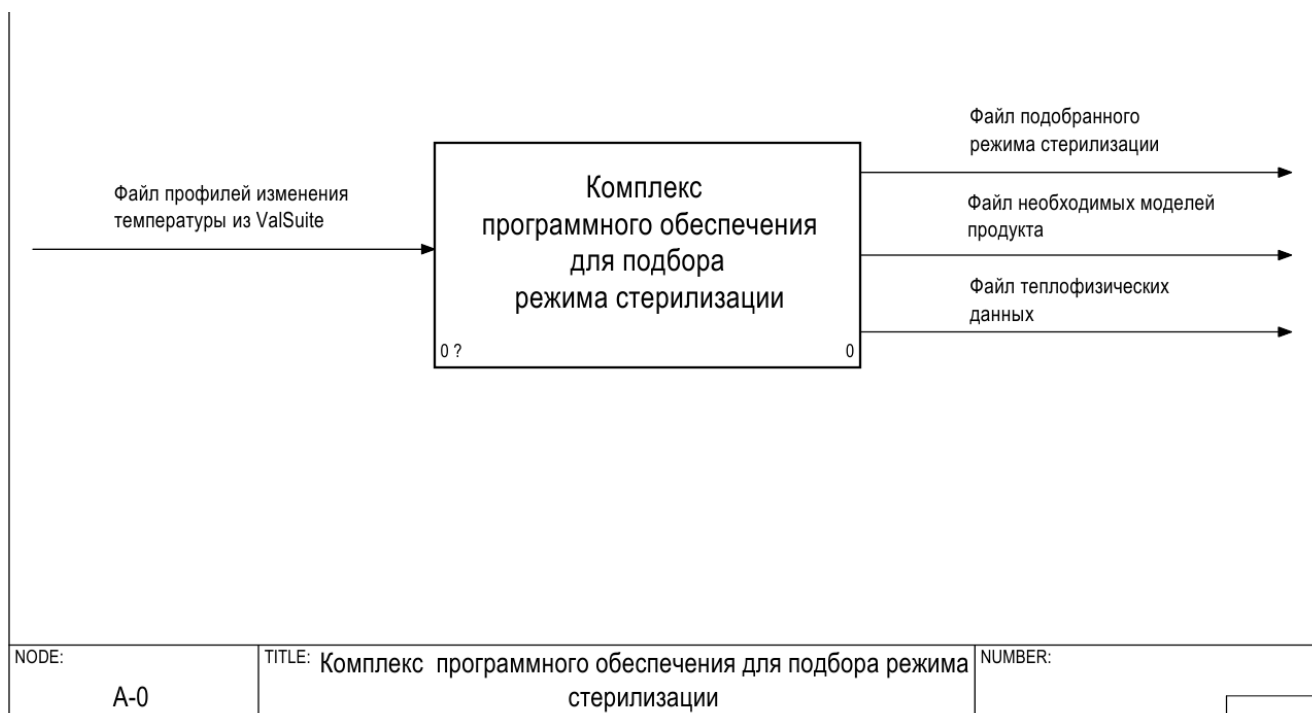 Файл подобранного
режима стерилизации
Файл профилей изменения
температуры из ValSuite
Комплекс
программного обеспечения
для подбора
режима стерилизации
Файл необходимых моделей
продукта
Файл теплофизических
данных
0 ?
0
NODE:
A-0
TITLE: Комплекс программного обеспечения для подбора режима
стерилизации
NUMBER: